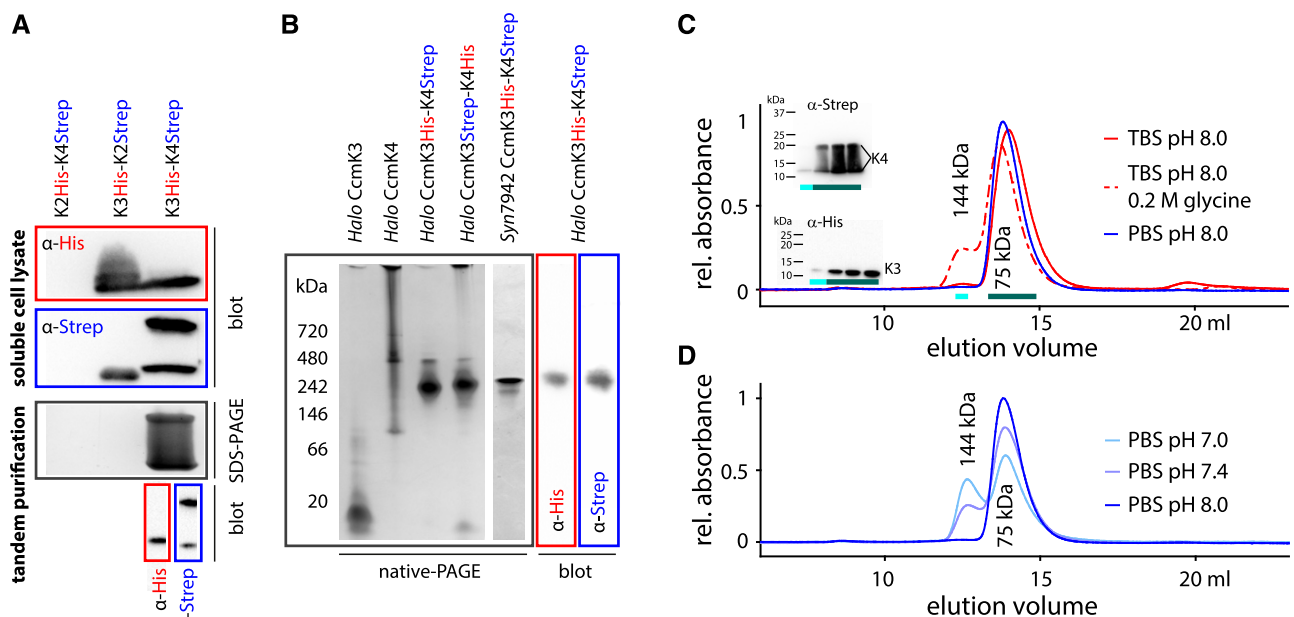 A
K2His-K4Strep
K3His-K2Strep
K3His-K4Strep
soluble cell lysate
α-His
α-Strep
blot
tandem purification
SDS-PAGE
blot
α-His
-Strep
B
Halo CcmK3
Halo CcmK4
Halo CcmK3His-K4Strep
Halo CcmK3Strep-K4His
Syn7942 CcmK3His-K4Strep
Halo CcmK3His-K4Strep
kDa
720
480
242
146
66
20
α-His
α-Strep
native-PAGE
blot
C
rel. absorbance
1
0.5
0
kDa
α-Strep
37
25
20
15
10
K4
kDa
α-His
25
20
15
10
K3
144 kDa
75 kDa
TBS pH 8.0
TBS pH 8.0
0.2 M glycine
PBS pH 8.0
10
15
20 ml
elution volume
D
rel. absorbance
1
0.5
0
144 kDa
75 kDa
PBS pH 7.0
PBS pH 7.4
PBS pH 8.0
10
15
20 ml
elution volume